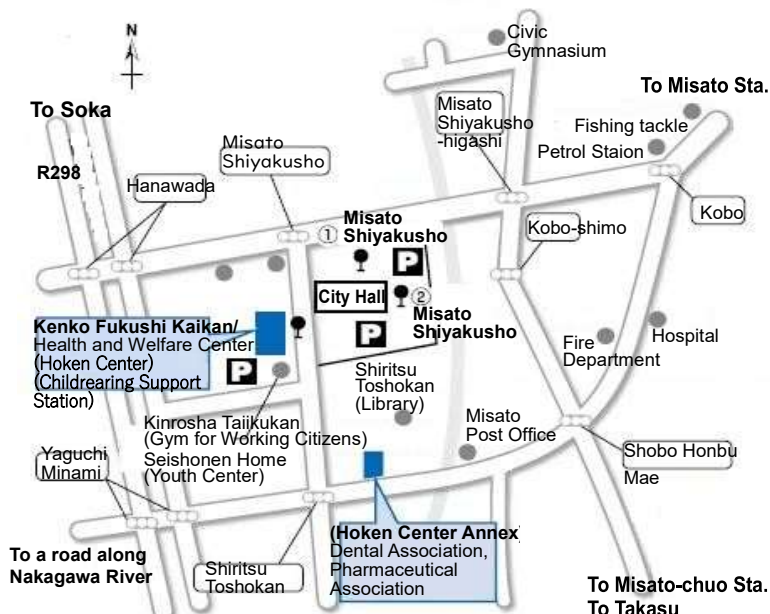 N
Civic
Gymnasium
To Misato Sta.
To Soka
Misato
Shiyakusho
-higashi
Fishing tackle
Petrol Staion
Misato
Shiyakusho
R298
Hanawada
Kobo
① Misato
Shiyakusho
Kobo-shimo
P
City Hall
②
Misato
Shiyakusho
P
Kenko Fukushi Kaikan/
Health and Welfare Center
(Hoken Center)
(Childrearing Support
Station)
P
Fire
Department
Hospital
Shiritsu
Toshokan
(Library)
Kinrosha Taiikukan
(Gym for Working Citizens)
Seishonen Home
(Youth Center)
Misato
Post Office
Yaguchi
Minami
Shobo Honbu
Mae
(Hoken Center Annex)
Dental Association,
Pharmaceutical
Association
To a road along
Nakagawa River
Shiritsu
Toshokan
To Misato-chuo Sta.
To Takasu